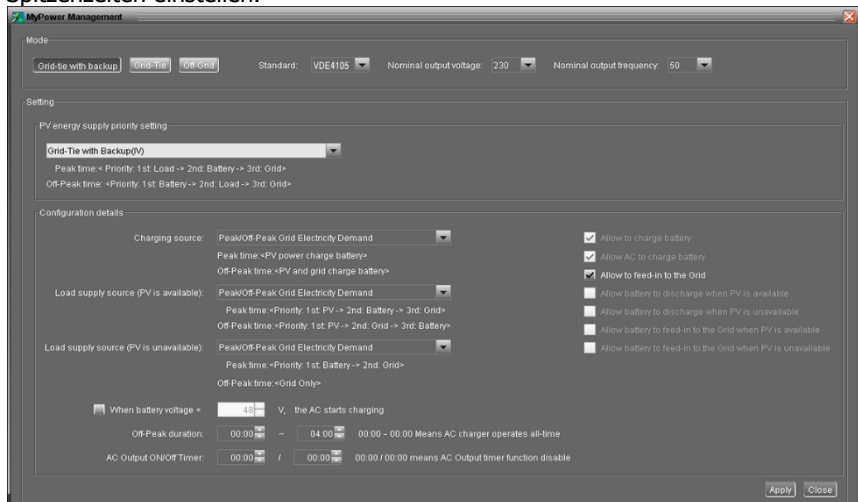 Spitzenzeiten einstellen.
MyPower Management
Mode
Grid-tie with backup Grid-Tie Off-Grid Standard: VDE4105 Nominal output voltage: 230 Nominal output frequency: 50
Setting
PV energy supply priority setting
Grid-Tie with Backup(IV)
Peak time:< Priority: 1st: Load -> 2nd: Battery -> 3rd: Grid>
Off-Peak time: <Priority: 1st: Battery -> 2nd: Load -> 3rd: Grid>
Configuration details
Charging source: Peak/Off-Peak Grid Electricity Demand
Peak time:<PV power charge battery>
Off-Peak time:<PV and grid charge battery>
Load supply source (PV is available): Peak/Off-Peak Grid Electricity Demand
Peak time:<Priority: 1st: PV -> 2nd: Battery -> 3rd: Grid>
Off-Peak time:<Priority: 1st: PV -> 2nd: Grid -> 3rd: Battery>
Load supply source (PV is unavailable): Peak/Off-Peak Grid Electricity Demand
Peak time:<Priority: 1st: Battery -> 2nd: Grid>
Off-Peak time:<Grid Only>
Allow to charge battery
Allow AC to charge battery
Allow to feed-in to the Grid
Allow battery to discharge when PV is available
Allow battery to discharge when PV is unavailable
Allow battery to feed-in to the Grid when PV is available
Allow battery to feed-in to the Grid when PV is unavailable
When battery voltage < 48 V, the AC starts charging
Off-Peak duration: 00:00 ~ 04:00 00:00 - 00:00 Means AC charger operates all-time
AC Output ON/Off Timer: 00:00 / 00:00 00:00 / 00:00 means AC Output timer function disable
Apply Close